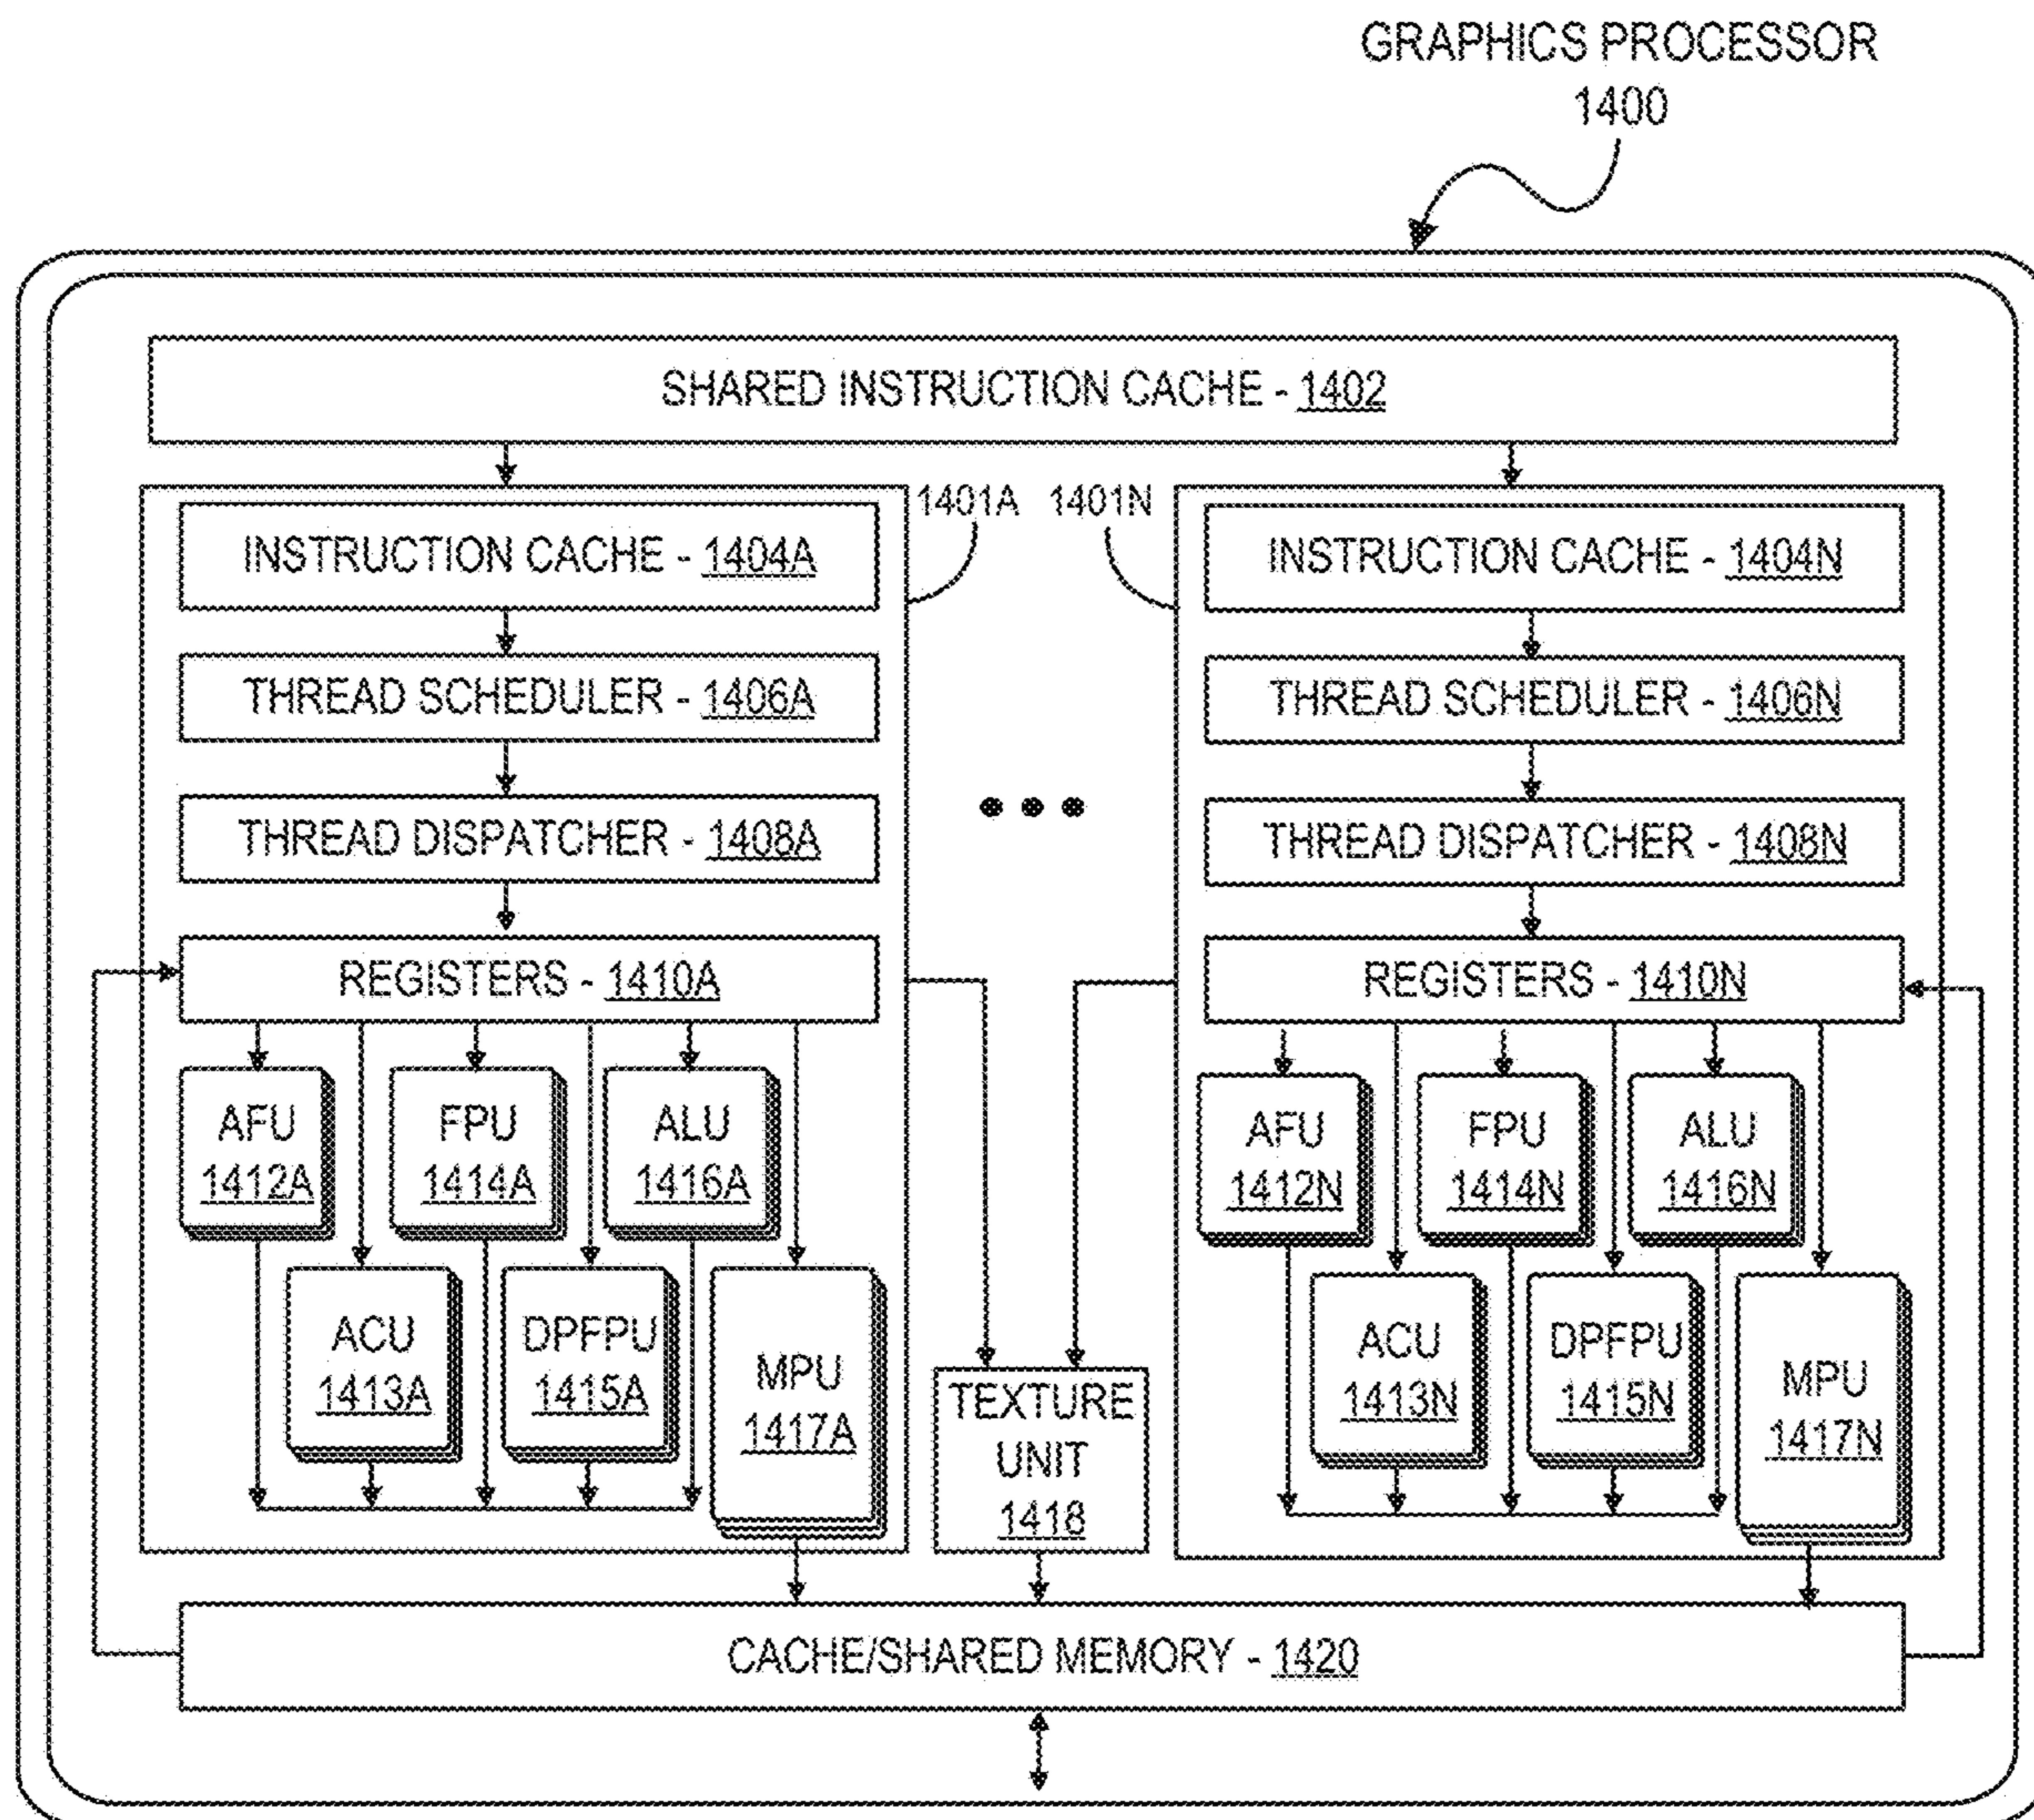 GRAPHICS PROCESSOR
1400
SHARED INSTRUCTION CACHE - 1402
1401A
1401N
INSTRUCTION CACHE - 1404A
THREAD SCHEDULER - 1406A
THREAD DISPATCHER - 1408A
REGISTERS - 1410A
AFU
1412A
FPU
1414A
ALU
1416A
ACU
1413A
DPFPU
1415A
MPU
1417A
TEXTURE
UNIT
1418
INSTRUCTION CACHE - 1404N
THREAD SCHEDULER - 1406N
THREAD DISPATCHER - 1408N
REGISTERS - 1410N
AFU
1412N
FPU
1414N
ALU
1416N
ACU
1413N
DPFPU
1415N
MPU
1417N
CACHE/SHARED MEMORY - 1420